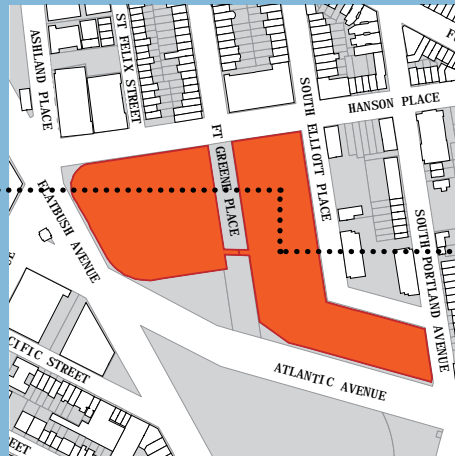 ASHLAND PLACE
ST FELIX STREET
HANSON PLACE
SOUTH ELLIOTT PLACE
FT GREENE PLACE
FLATBUSH AVENUE
SOUTH PORTLAND AVENUE
ATLANTIC AVENUE
CIFIC STREET
REET